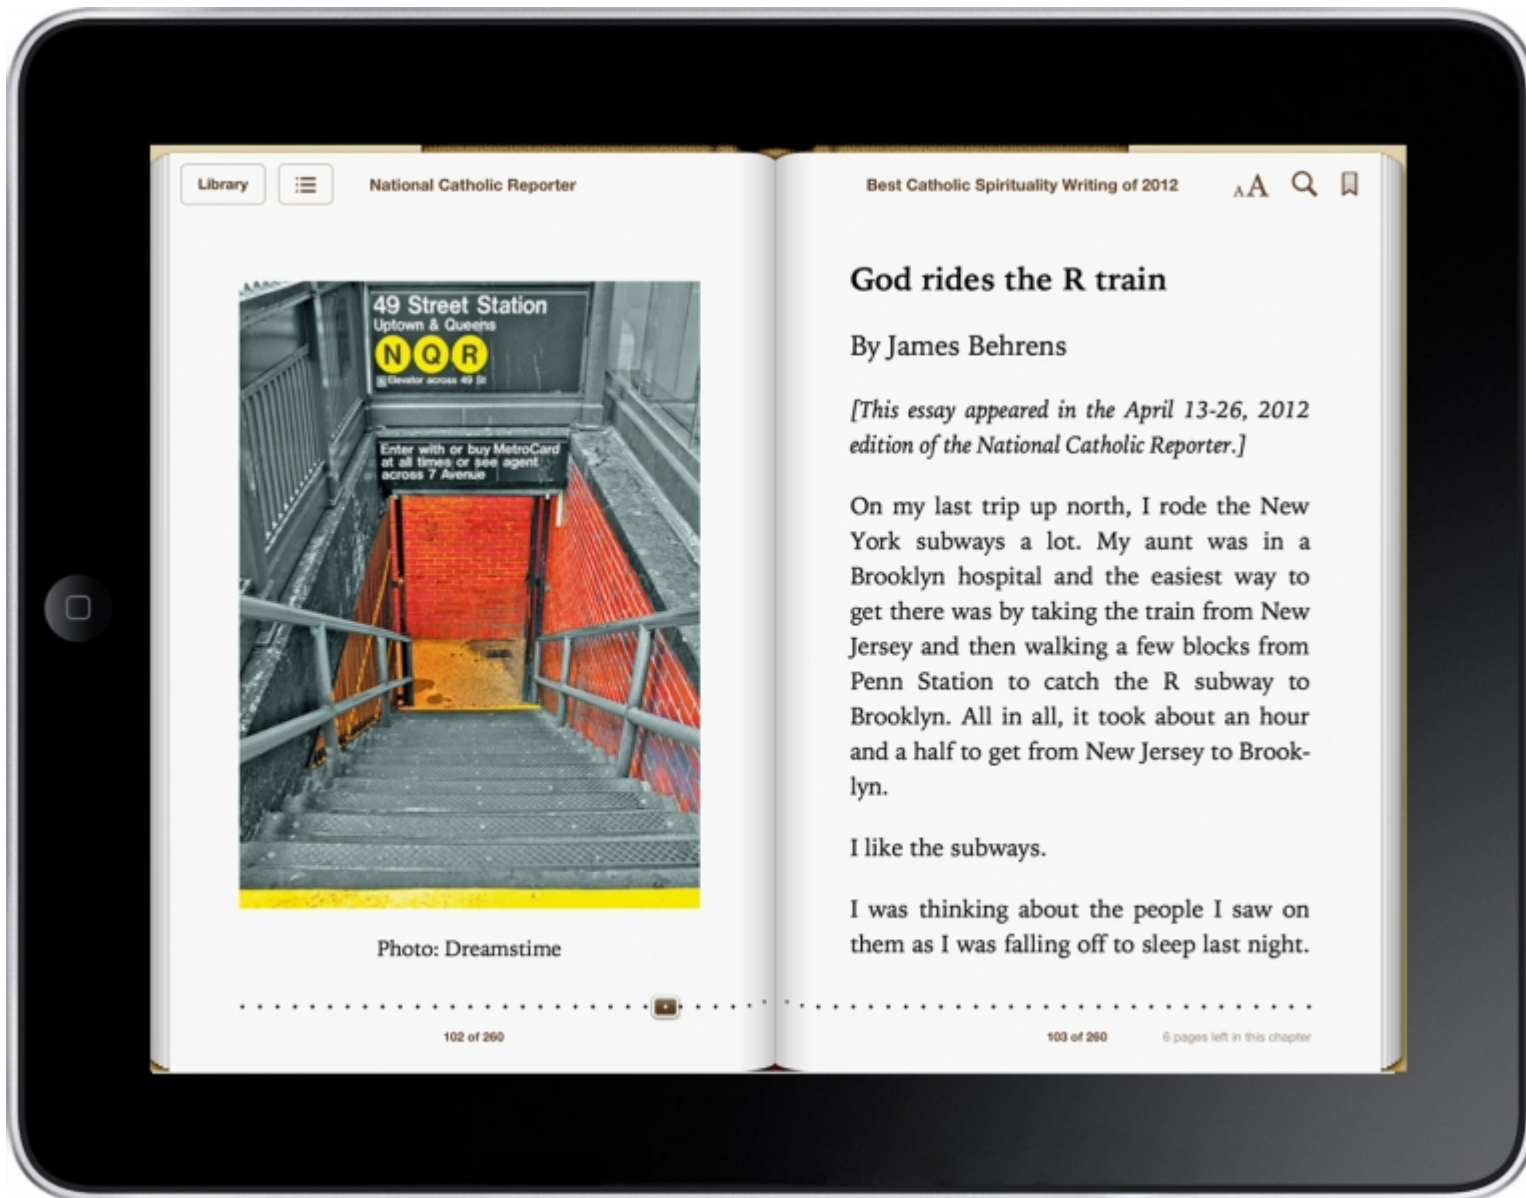 Library
National Catholic Reporter
49 Street Station
Uptown & Queens
N Q R
Elevator across 49 St
Enter with or buy MetroCard
at all times or see agent
across 7 Avenue
Photo: Dreamstime
102 of 260
Best Catholic Spirituality Writing of 2012
AA
God rides the R train
By James Behrens
[This essay appeared in the April 13-26, 2012
edition of the National Catholic Reporter.]
On my last trip up north, I rode the New
York subways a lot. My aunt was in a
Brooklyn hospital and the easiest way to
get there was by taking the train from New
Jersey and then walking a few blocks from
Penn Station to catch the R subway to
Brooklyn. All in all, it took about an hour
and a half to get from New Jersey to Brook-
lyn.
I like the subways.
I was thinking about the people I saw on
them as I was falling off to sleep last night.
103 of 260
6 pages left in this chapter